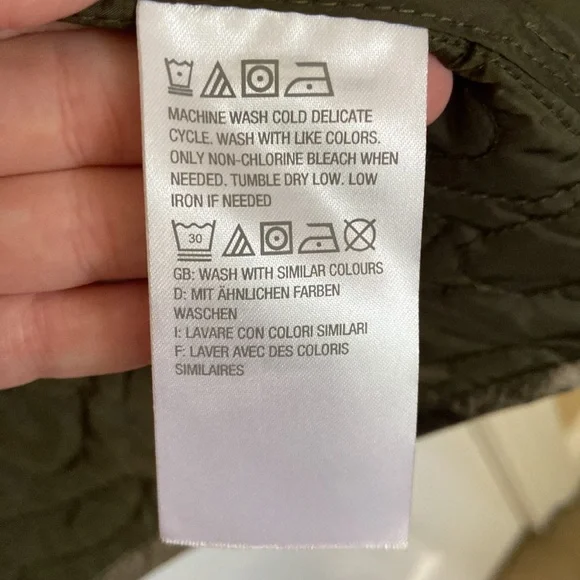 MACHINE WASH COLD DELICATE
CYCLE. WASH WITH LIKE COLORS.
ONLY NON-CHLORINE BLEACH WHEN
NEEDED. TUMBLE DRY LOW. LOW
IRON IF NEEDED
30
GB: WASH WITH SIMILAR COLOURS
D: MIT ÄHNLICHEN FARBEN
WASCHEN
I: LAVARE CON COLORI SIMILARI
F: LAVER AVEC DES COLORIS
SIMILAIRES